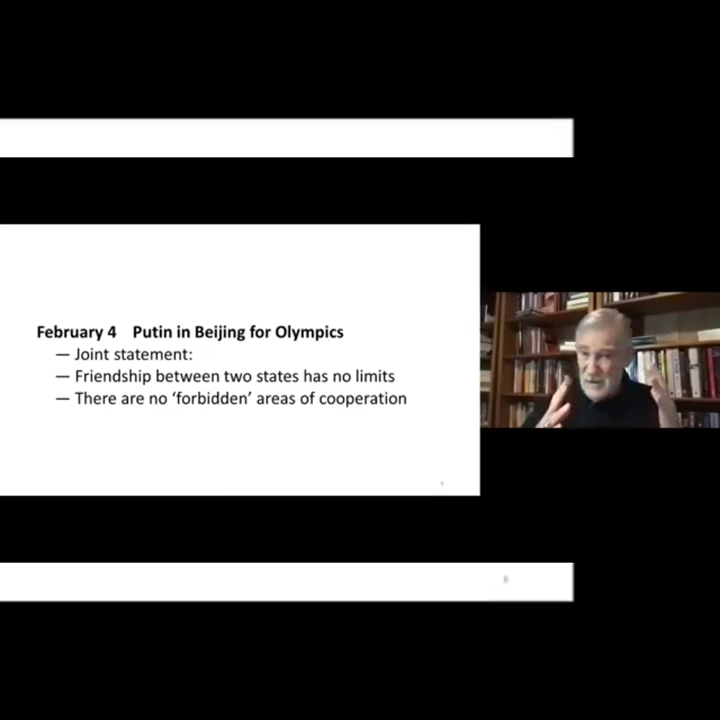 February 4 Putin in Beijing for Olympics
— Joint statement:
— Friendship between two states has no limits
— There are no ‘forbidden’ areas of cooperation